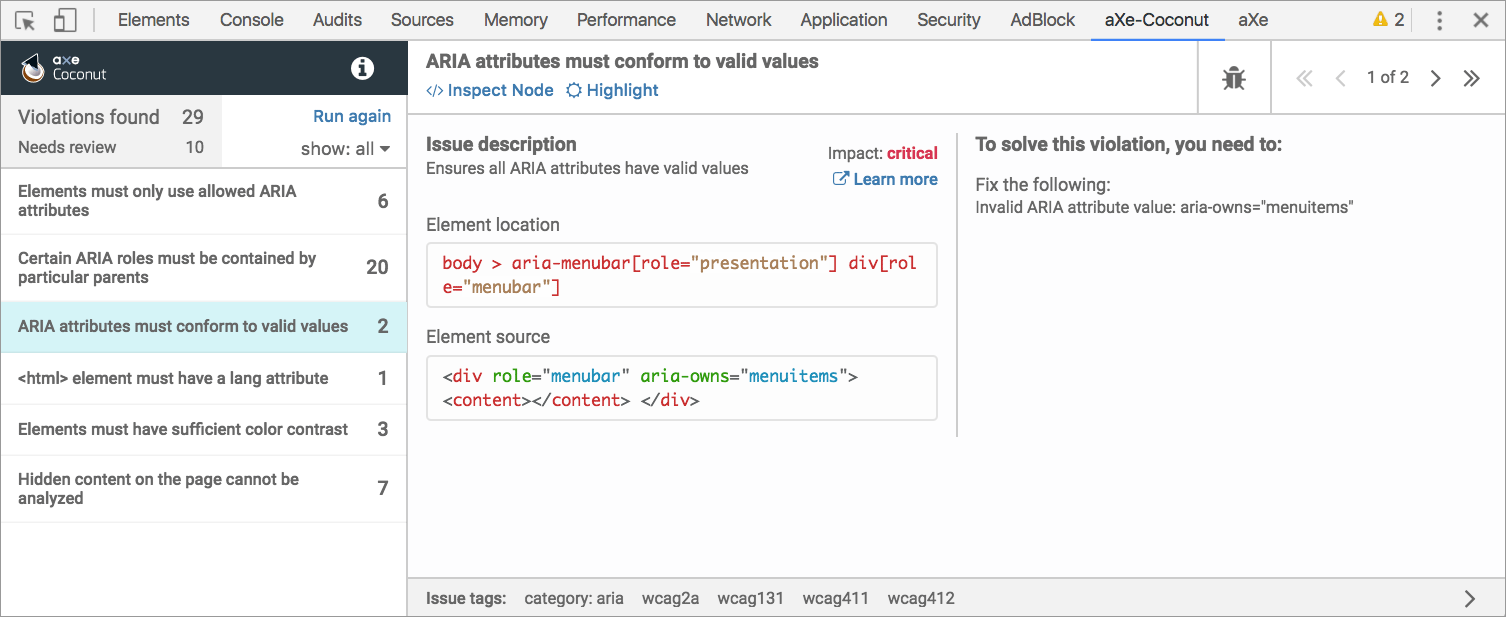 Elements Console Audits Sources Memory Performance Network Application Security AdBlock aXe-Coconut aXe 2
axe
Coconut
Violations found 29
Run again
Needs review 10
show: all
Elements must only use allowed ARIA
attributes
6
Certain ARIA roles must be contained by
particular parents
20
ARIA attributes must conform to valid values 2
<html> element must have a lang attribute 1
Elements must have sufficient color contrast 3
Hidden content on the page cannot be
analyzed
7
ARIA attributes must conform to valid values
</> Inspect Node Highlight
1 of 2
Issue description
Ensures all ARIA attributes have valid values
Impact: critical
Learn more
Element location
body > aria-menubar[role="presentation"] div[rol
e="menubar"]
Element source
<div role="menubar" aria-owns="menuitems">
<content></content> </div>
To solve this violation, you need to:
Fix the following:
Invalid ARIA attribute value: aria-owns="menuitems"
Issue tags: category: aria wcag2a wcag131 wcag411 wcag412